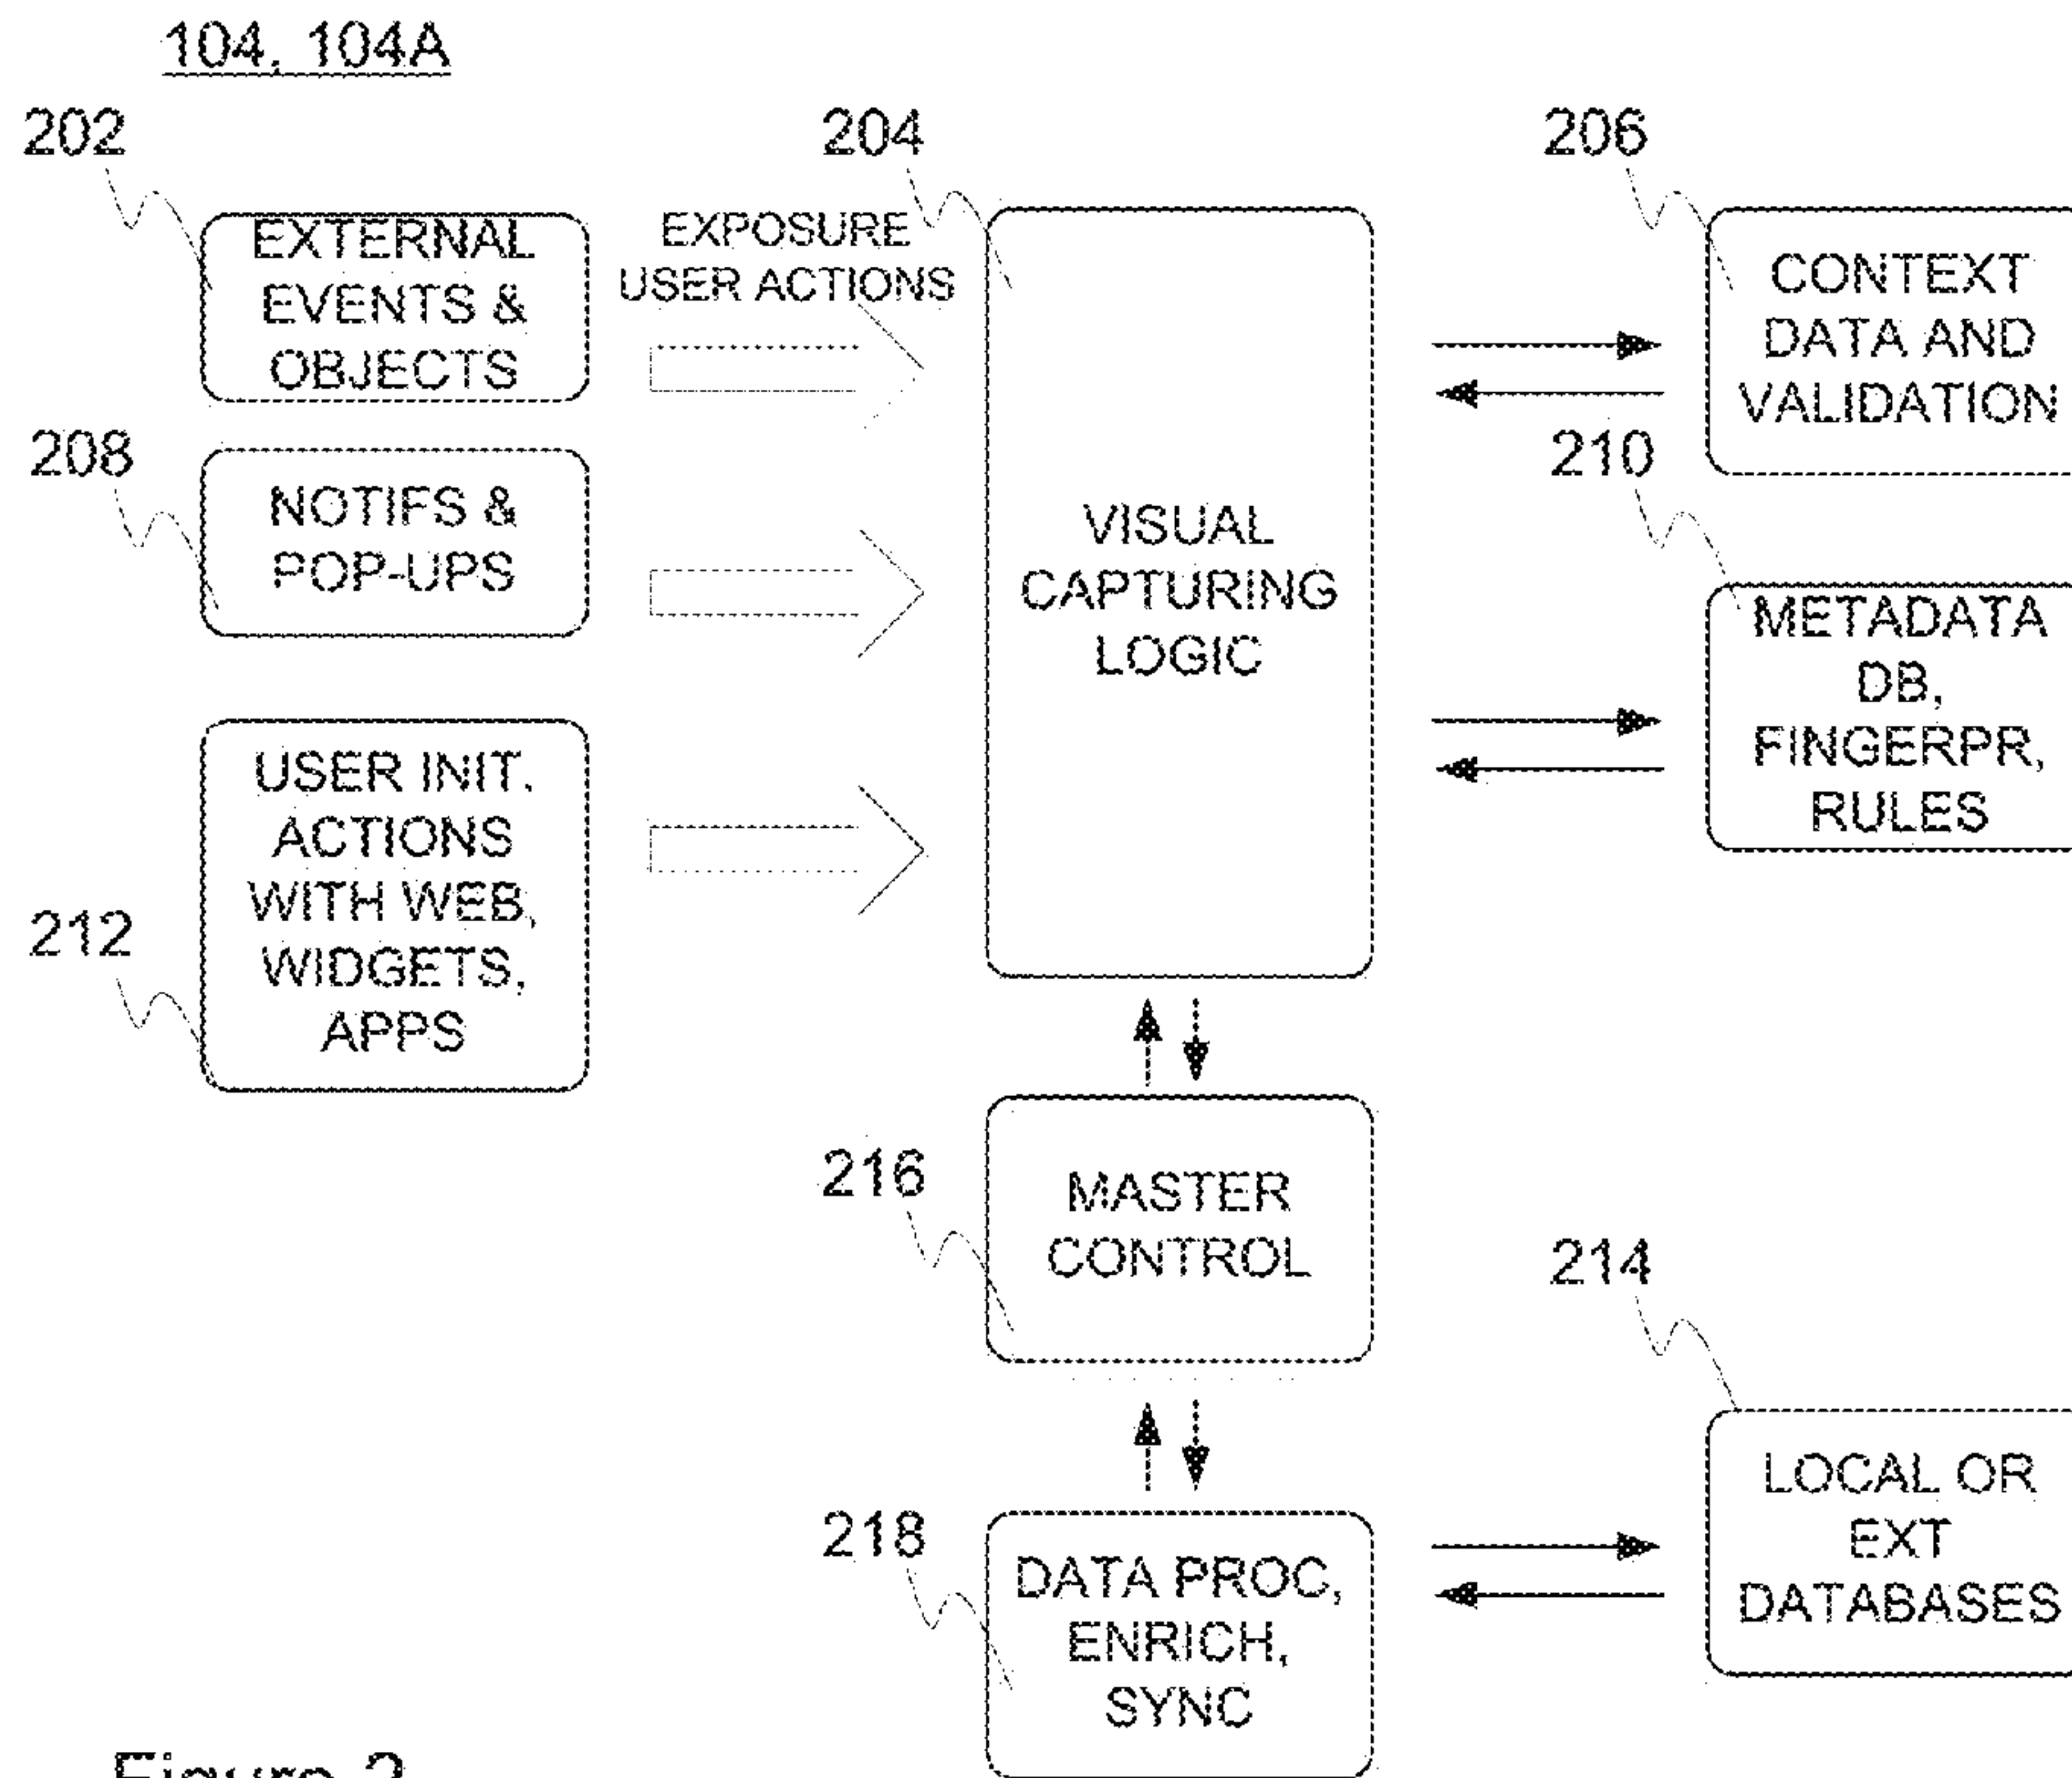 104, 104A
202
204
206
EXTERNAL
EVENTS &
OBJECTS
EXPOSURE
USER ACTIONS
CONTEXT
DATA AND
VALIDATION
208
NOTIFS &
POP-UPS
VISUAL
CAPTURING
LOGIC
210
METADATA
DB,
FINGERPR,
RULES
212
USER INIT.
ACTIONS
WITH WEB,
WIDGETS,
APPS
216
MASTER
CONTROL
214
LOCAL OR
EXT
DATABASES
218
DATA PROC,
ENRICH,
SYNC
Figure 2